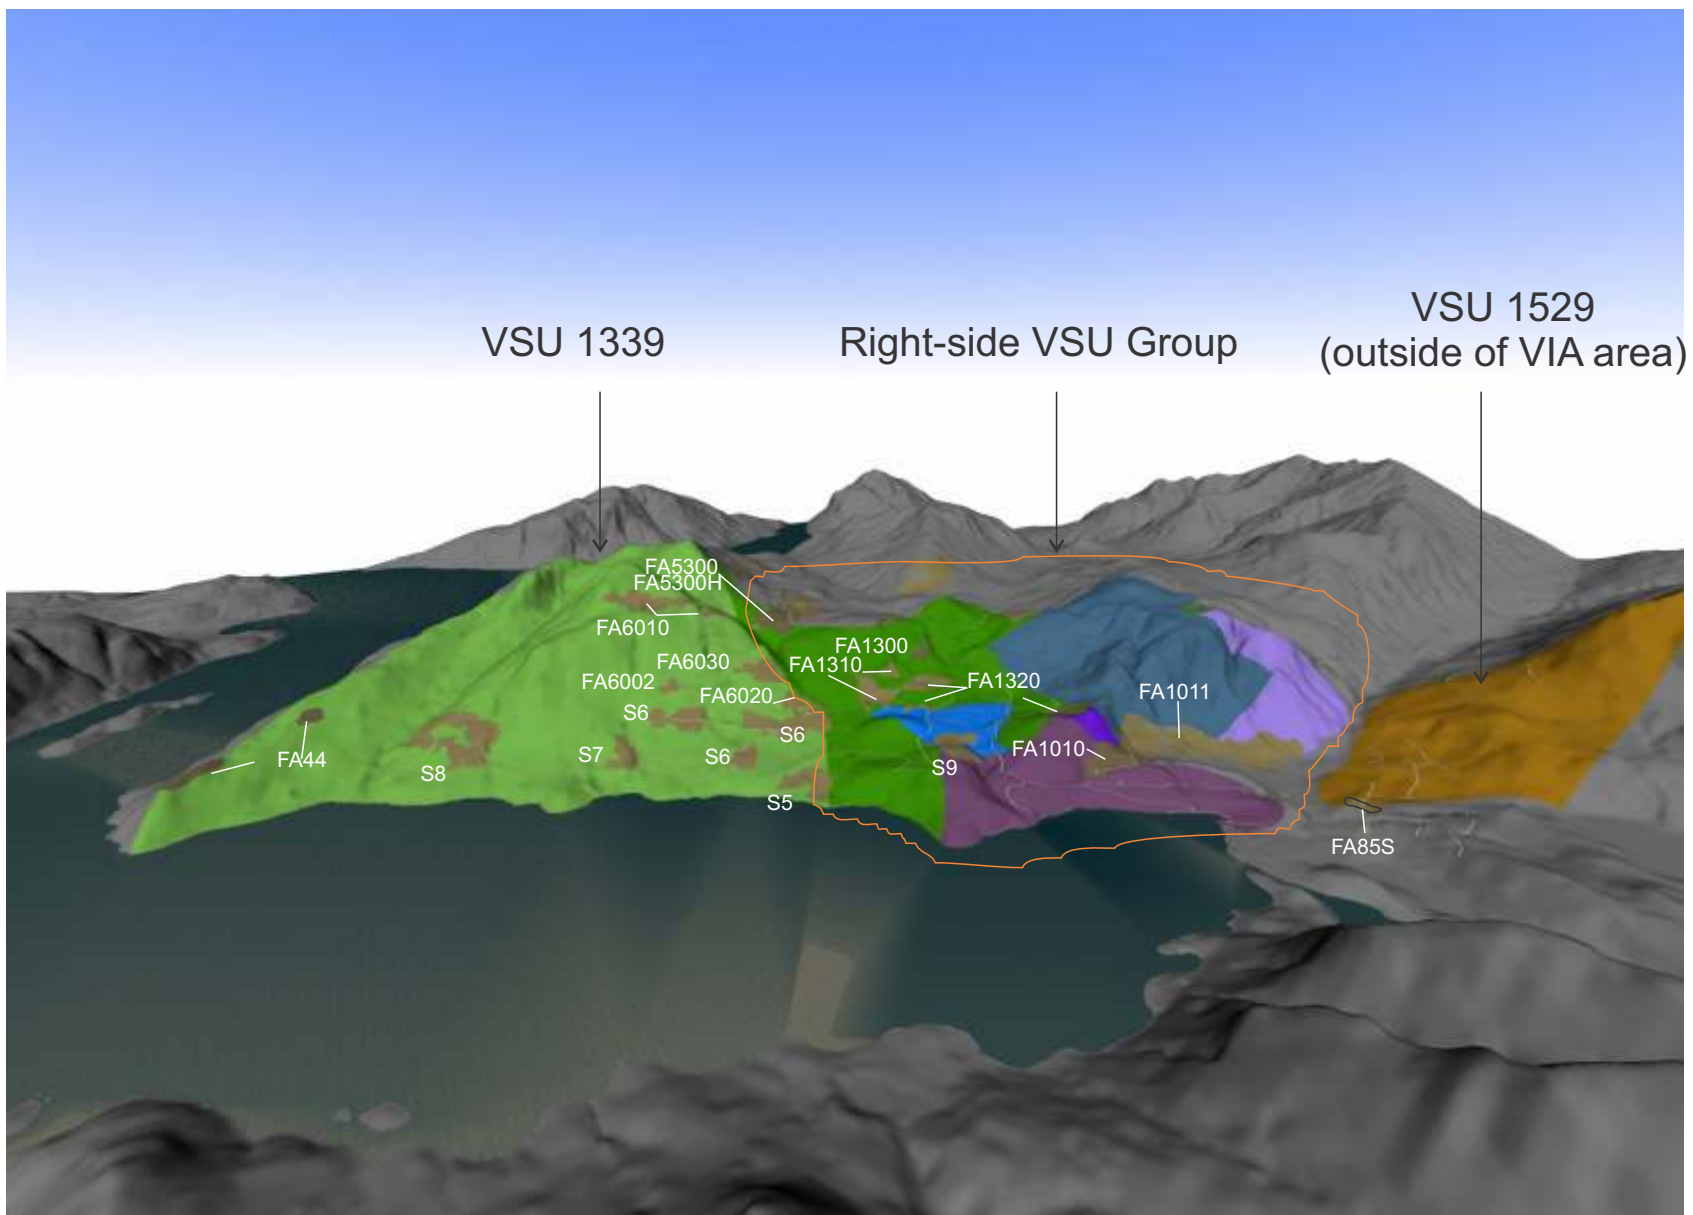 VSU 1529
(outside of VIA area)
VSU 1339
Right-side VSU Group
FA5300
FA5300H
FA6010
FA1300
FA6030
FA1310
FA6002
FA1320
FA6020
FA1011
S6
S6
FA1010
S7
S6
FA44
S9
S8
S5
FA85S